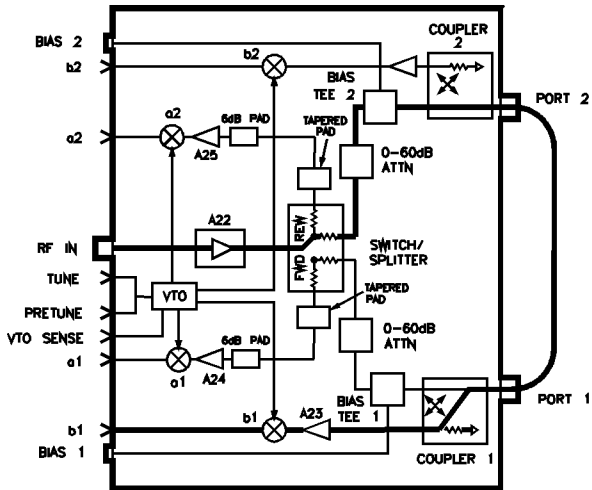 BIAS 2
b2
b2
COUPLER
2
BIAS
TEE 2
PORT 2
a2
a2
6dB PAD
A25
TAPERED
PAD
0-60dB
ATTN
A22
REW
RF IN
SWITCH/
SPLITTER
FWD
TUNE
VTO
PRETUNE
TAPERED
PAD
VTO SENSE
6dB PAD
0-60dB
ATTN
a1
a1
A24
BIAS
TEE 1
PORT 1
b1
b1
A23
BIAS 1
COUPLER 1